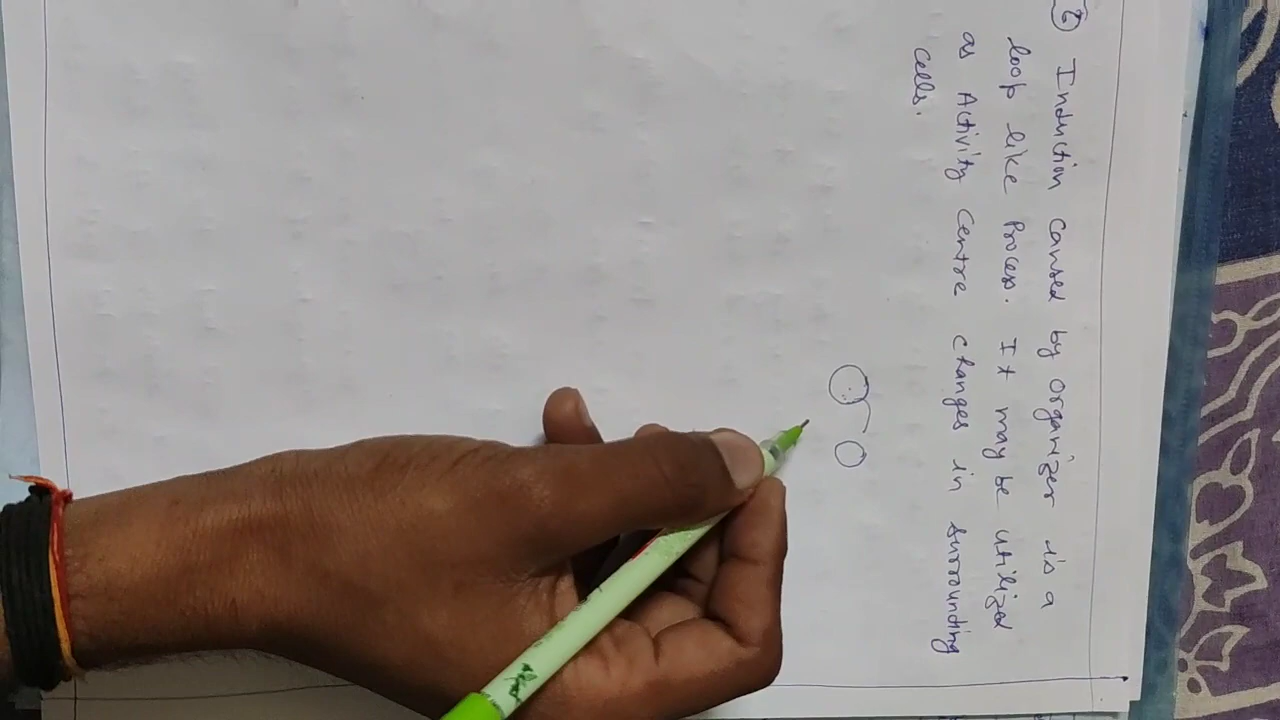 ⑥ Induction caused by organizer is a
loop like Process. It may be utilized
as Activity Centre changes in surrounding
cells.